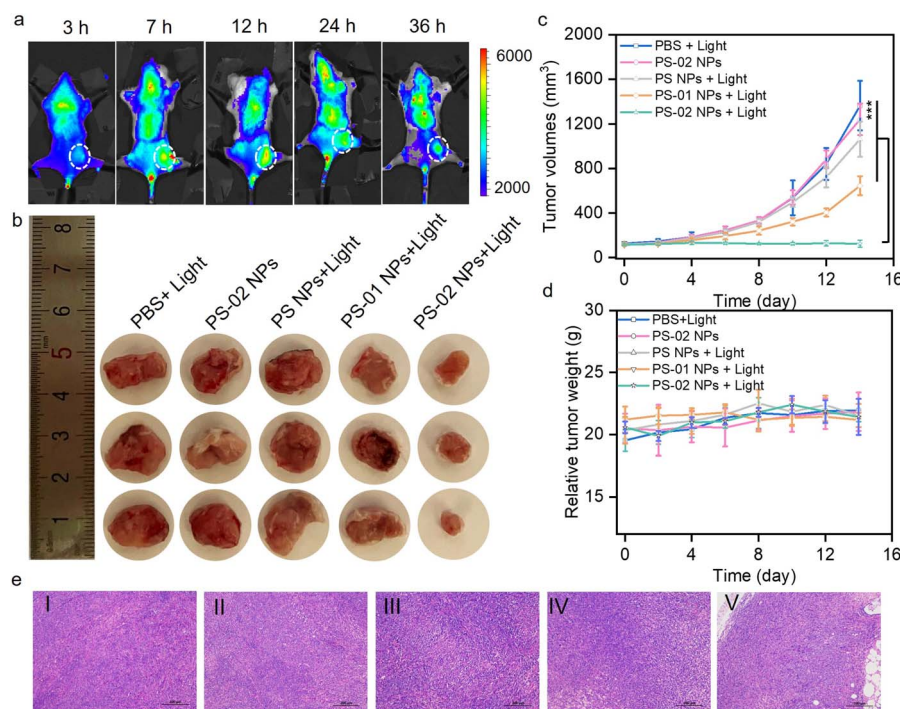 a
3 h 7 h 12 h 24 h 36 h
6000
2000
b
PBS+ Light
PS-02 NPs
PS NPs+Light
PS-01 NPs+Light
PS-02 NPs+Light
8
7
6
mm
5
4
3
2
1
c
Tumor volumes (mm³)
2000
1600
1200
800
400
0
PBS + Light
PS-02 NPs
PS NPs + Light
PS-01 NPs + Light
PS-02 NPs + Light
***
0 4 8 12 16
Time (day)
d
Relative tumor weight (g)
30
25
20
15
PBS+Light
PS-02 NPs
PS NPs + Light
PS-01 NPs + Light
PS-02 NPs + Light
0 4 8 12 16
Time (day)
e
I II III IV V